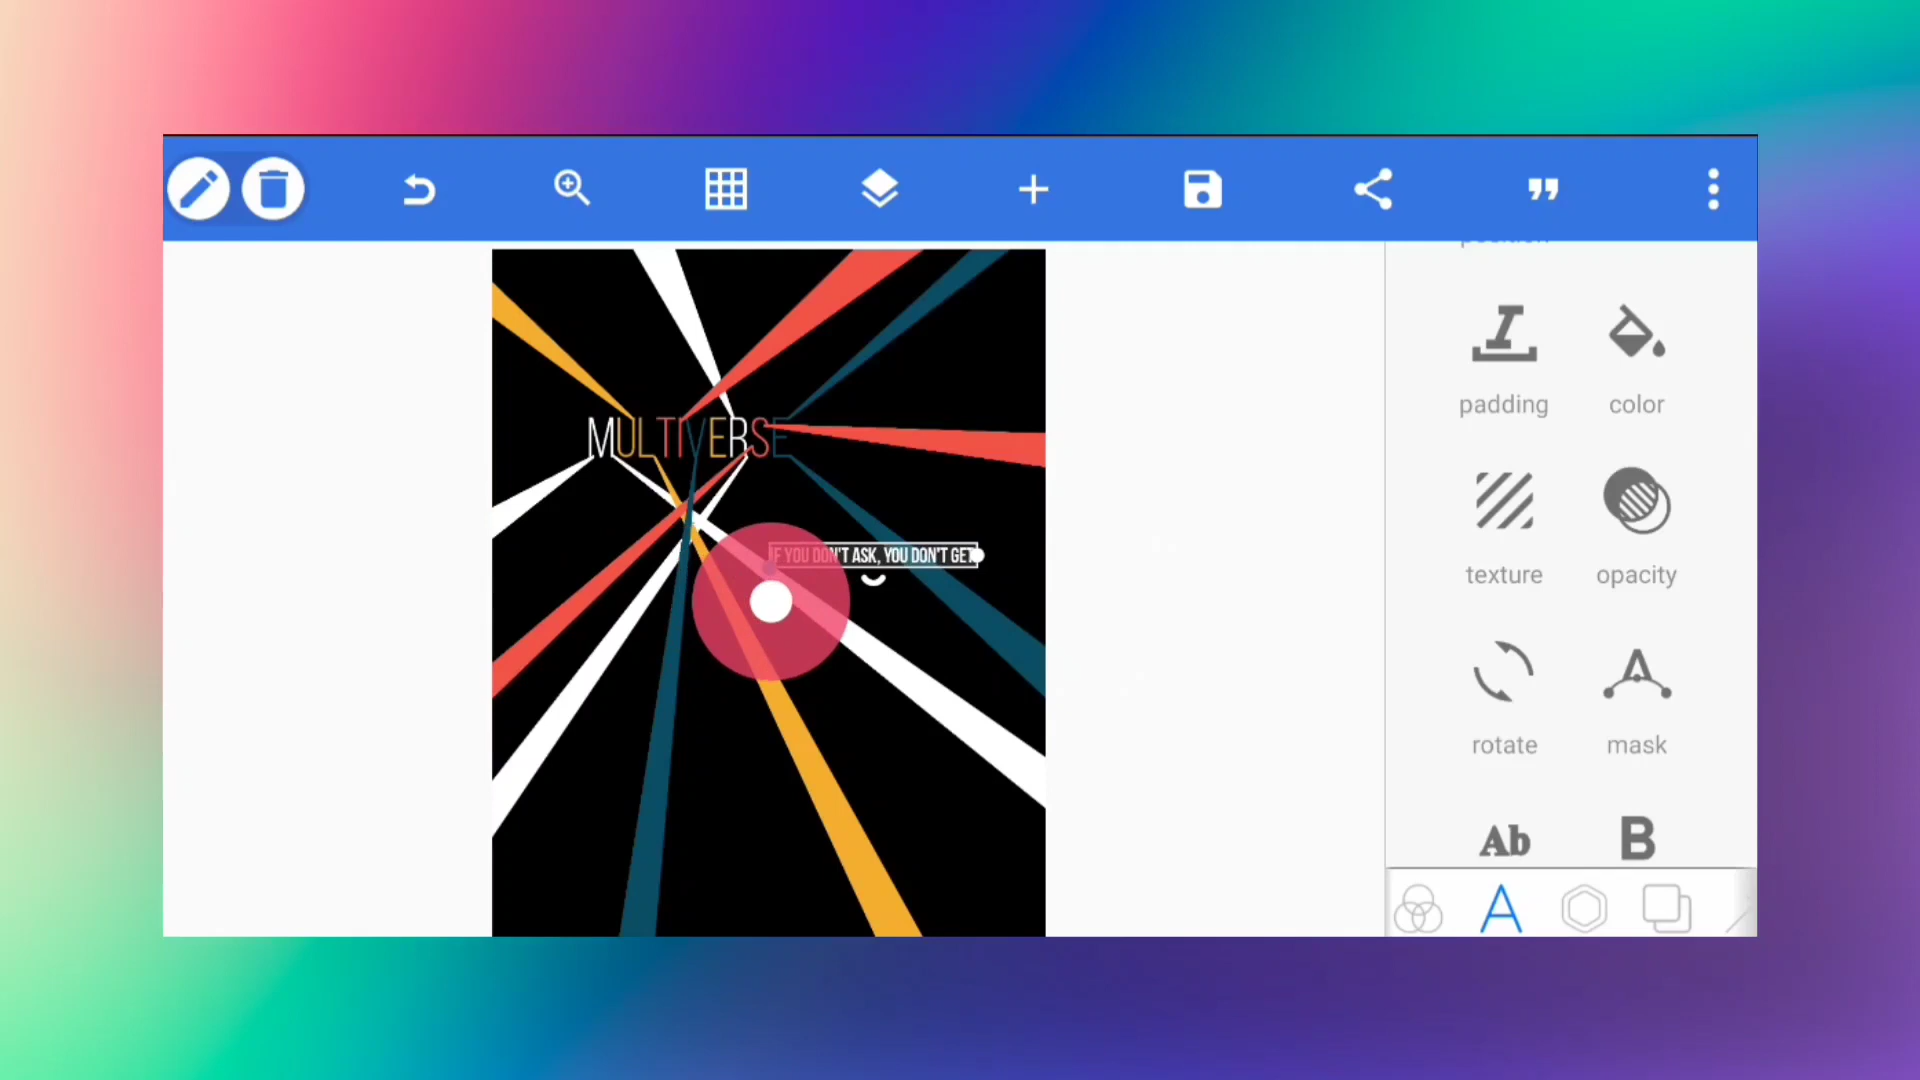 MULTIVERSE
IF YOU DON'T ASK, YOU DON'T GET
padding
color
texture
opacity
rotate
mask
Ab
B
A